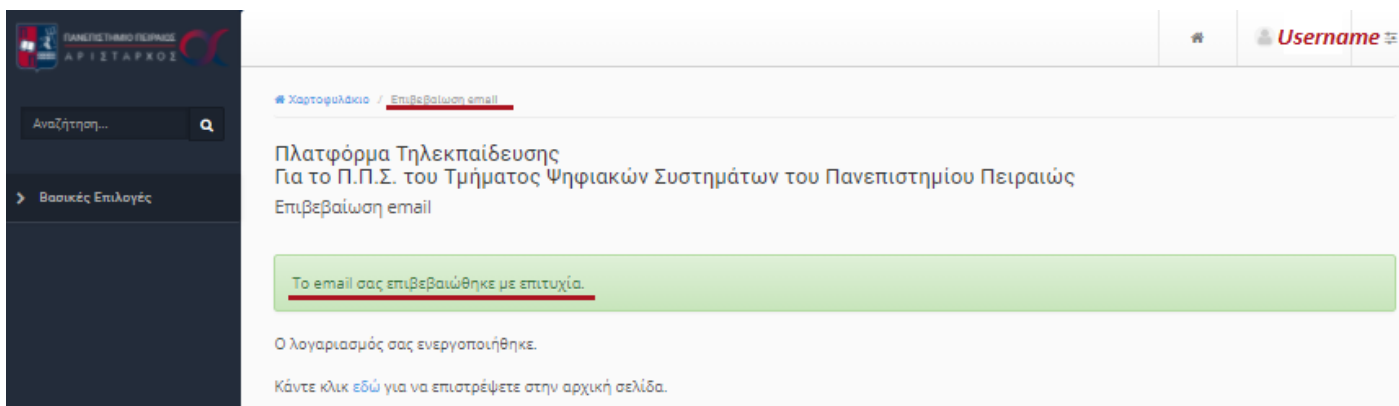 ΠΑΝΕΠΙΣΤΗΜΙΟ ΠΕΙΡΑΙΩΣ
ΑΡΙΣΤΑΡΧΟΣ
Username
Αναζήτηση...
Βασικές Επιλογές
Χαρτοφυλάκιο / Επιβεβαίωση email
Πλατφόρμα Τηλεκπαίδευσης
Για το Π.Π.Σ. του Τμήματος Ψηφιακών Συστημάτων του Πανεπιστημίου Πειραιώς
Επιβεβαίωση email
Το email σας επιβεβαιώθηκε με επιτυχία.
Ο λογαριασμός σας ενεργοποιήθηκε.
Κάντε κλικ εδώ για να επιστρέψετε στην αρχική σελίδα.